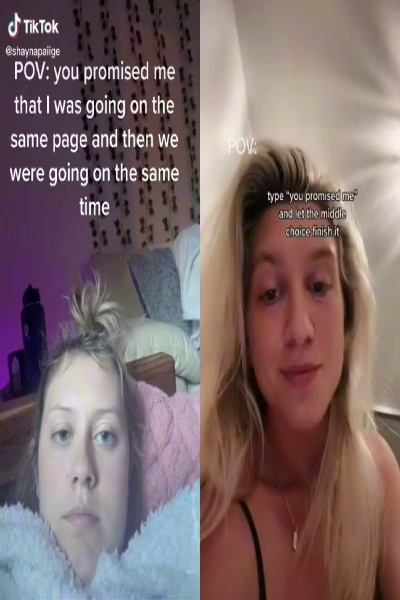 TikTok
@shaynapaiige
POV: you promised me
that I was going on the
same page and then we
were going on the same
time
POV:
type "you promised me"
and let the middle
choice finish it